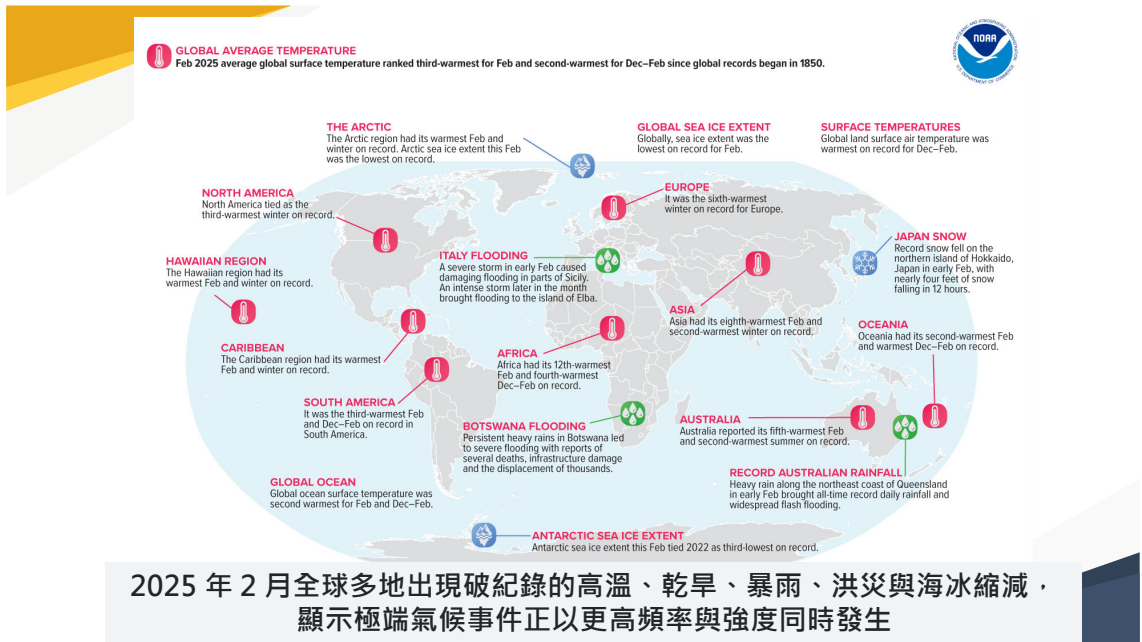 GLOBAL AVERAGE TEMPERATURE
Feb 2025 average global surface temperature ranked third-warmest for Feb and second-warmest for Dec–Feb since global records began in 1850.
NATIONAL OCEANIC AND ATMOSPHERIC ADMINISTRATION
NOAA
U.S. DEPARTMENT OF COMMERCE
THE ARCTIC
The Arctic region had its warmest Feb and
winter on record. Arctic sea ice extent this Feb
was the lowest on record.
GLOBAL SEA ICE EXTENT
Globally, sea ice extent was the
lowest on record for Feb.
SURFACE TEMPERATURES
Global land surface air temperature was
warmest on record for Dec–Feb.
NORTH AMERICA
North America tied as the
third-warmest winter on record.
EUROPE
It was the sixth-warmest
winter on record for Europe.
JAPAN SNOW
Record snow fell on the
northern island of Hokkaido,
Japan in early Feb, with
nearly four feet of snow
falling in 12 hours.
HAWAIIAN REGION
The Hawaiian region had its
warmest Feb and winter on record.
ITALY FLOODING
A severe storm in early Feb caused
damaging flooding in parts of Sicily.
An intense storm later in the month
brought flooding to the island of Elba.
ASIA
Asia had its eighth-warmest Feb and
second-warmest winter on record.
OCEANIA
Oceania had its second-warmest Feb
and warmest Dec–Feb on record.
CARIBBEAN
The Caribbean region had its warmest
Feb and winter on record.
AFRICA
Africa had its 12th-warmest
Feb and fourth-warmest
Dec–Feb on record.
SOUTH AMERICA
It was the third-warmest Feb
and Dec–Feb on record in
South America.
BOTSWANA FLOODING
Persistent heavy rains in Botswana led
to severe flooding with reports of
several deaths, infrastructure damage
and the displacement of thousands.
AUSTRALIA
Australia reported its fifth-warmest Feb
and second-warmest summer on record.
RECORD AUSTRALIAN RAINFALL
Heavy rain along the northeast coast of Queensland
in early Feb brought all-time record daily rainfall and
widespread flash flooding.
GLOBAL OCEAN
Global ocean surface temperature was
second warmest for Feb and Dec–Feb.
ANTARCTIC SEA ICE EXTENT
Antarctic sea ice extent this Feb tied 2022 as third-lowest on record.
2025 年 2 月全球多地出現破紀錄的高溫、乾旱、暴雨、洪災與海冰縮減，
顯示極端氣候事件正以更高頻率與強度同時發生